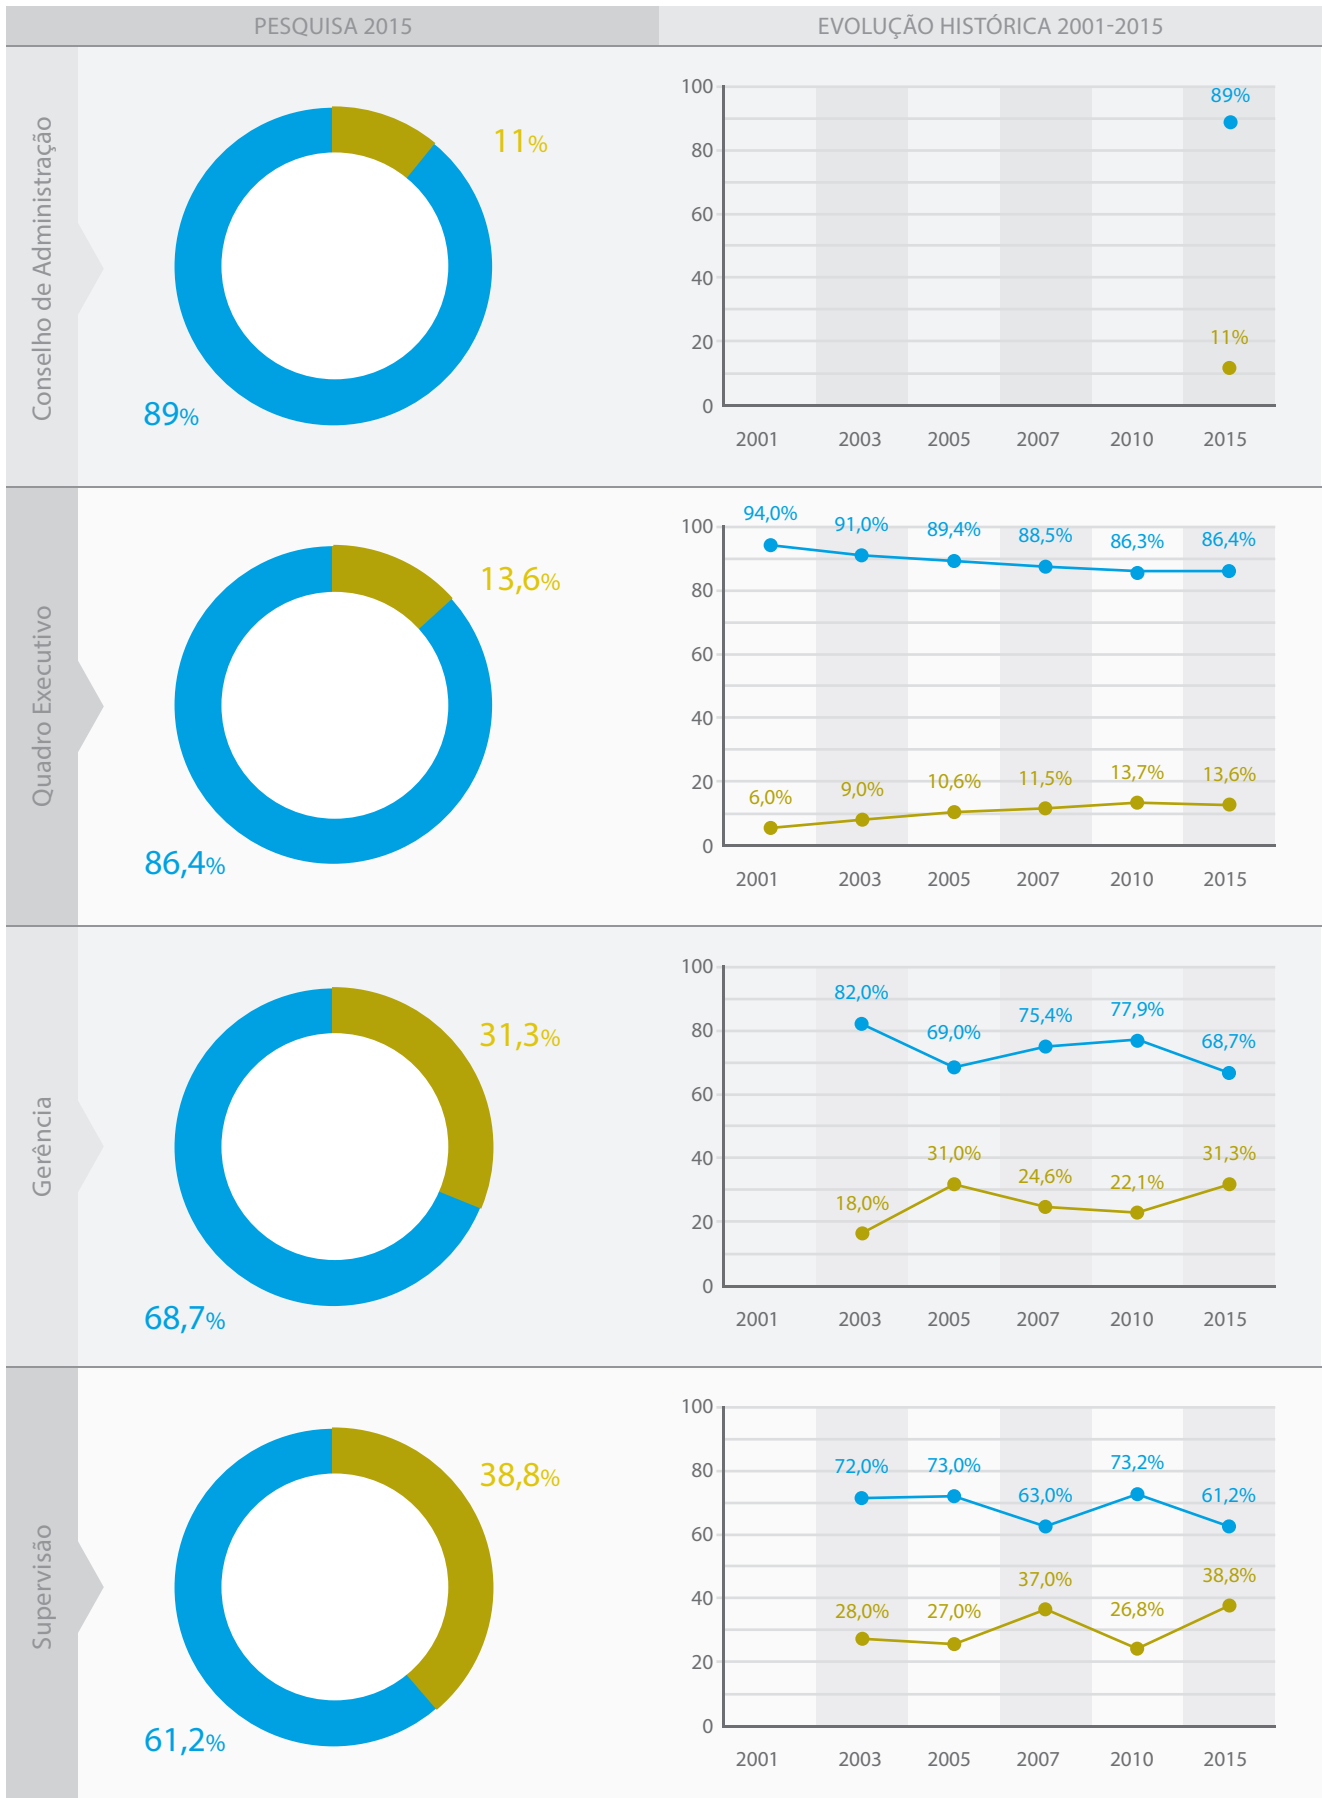 PESQUISA 2015
EVOLUÇÃO HISTÓRICA 2001-2015
Conselho de Administração
11%
89%
100
80
60
40
20
0
89%
11%
2001 2003 2005 2007 2010 2015
Quadro Executivo
13,6%
86,4%
100
80
60
40
20
0
94,0% 91,0% 89,4% 88,5% 86,3% 86,4%
6,0% 9,0% 10,6% 11,5% 13,7% 13,6%
2001 2003 2005 2007 2010 2015
Gerência
31,3%
68,7%
100
80
60
40
20
0
82,0% 69,0% 75,4% 77,9% 68,7%
18,0% 31,0% 24,6% 22,1% 31,3%
2001 2003 2005 2007 2010 2015
Supervisão
38,8%
61,2%
100
80
60
40
20
0
72,0% 73,0% 63,0% 73,2% 61,2%
28,0% 27,0% 37,0% 26,8% 38,8%
2001 2003 2005 2007 2010 2015